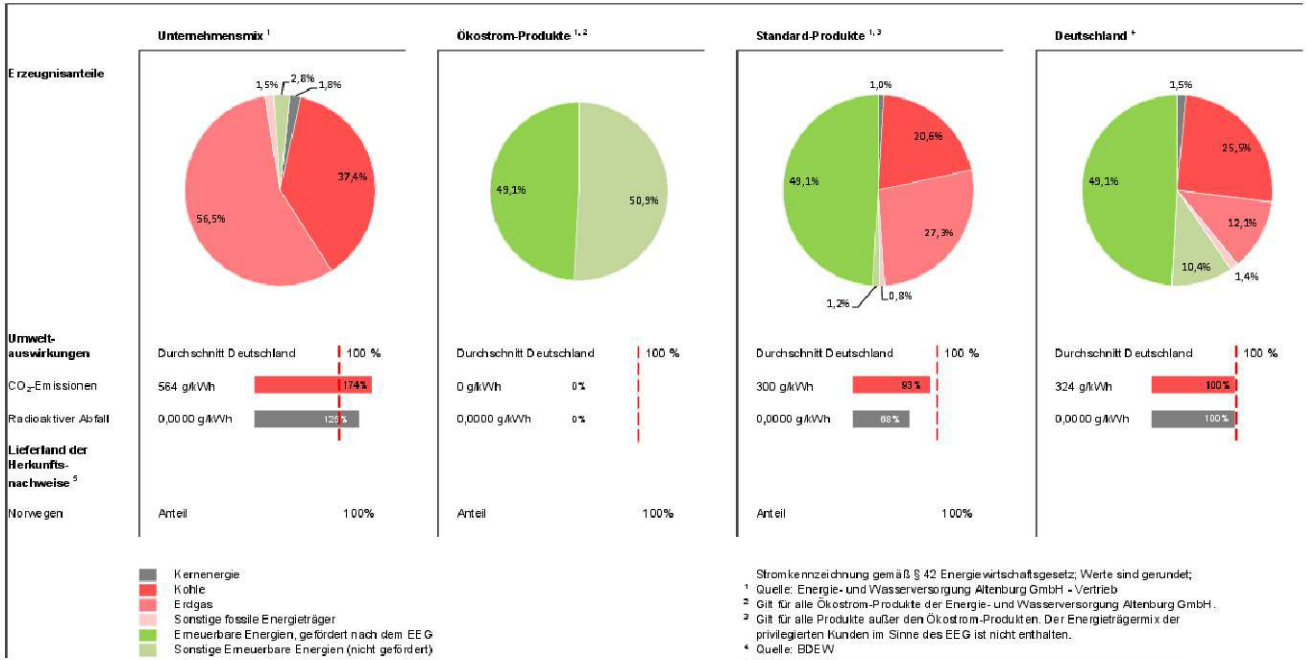 Unternehmensmix ¹
Ökostrom-Produkte ¹˒ ²
Standard-Produkte ¹˒ ³
Deutschland ⁴
Erzeugnisanteile
1,5%
2,8%
1,8%
37,4%
56,5%
49,1%
50,9%
1,0%
20,6%
49,1%
27,3%
1,2%
0,8%
1,5%
25,5%
49,1%
12,1%
10,4%
1,4%
Umwelt-
auswirkungen
Durchschnitt Deutschland 100 %
Durchschnitt Deutschland 100 %
Durchschnitt Deutschland 100 %
Durchschnitt Deutschland 100 %
CO₂-Emissionen
564 g/kWh 174%
0 g/kWh 0%
300 g/kWh 93%
324 g/kWh 100%
Radioaktiver Abfall
0,0000 g/kWh 125%
0,0000 g/kWh 0%
0,0000 g/kWh 68%
0,0000 g/kWh 100%
Lieferland der
Herkunfts-
nachweise ⁵
Norwegen
Anteil 100%
Anteil 100%
Anteil 100%
Kernenergie
Kohle
Erdgas
Sonstige fossile Energieträger
Erneuerbare Energien, gefördert nach dem EEG
Sonstige Erneuerbare Energien (nicht gefördert)
Stromkennzeichnung gemäß § 42 Energiewirtschaftsgesetz; Werte sind gerundet;
¹ Quelle: Energie- und Wasserversorgung Altenburg GmbH - Vertrieb
² Gilt für alle Ökostrom-Produkte der Energie- und Wasserversorgung Altenburg GmbH.
³ Gilt für alle Produkte außer den Ökostrom-Produkten. Der Energieträgermix der
privilegierten Kunden im Sinne des EEG ist nicht enthalten.
⁴ Quelle: BDEW